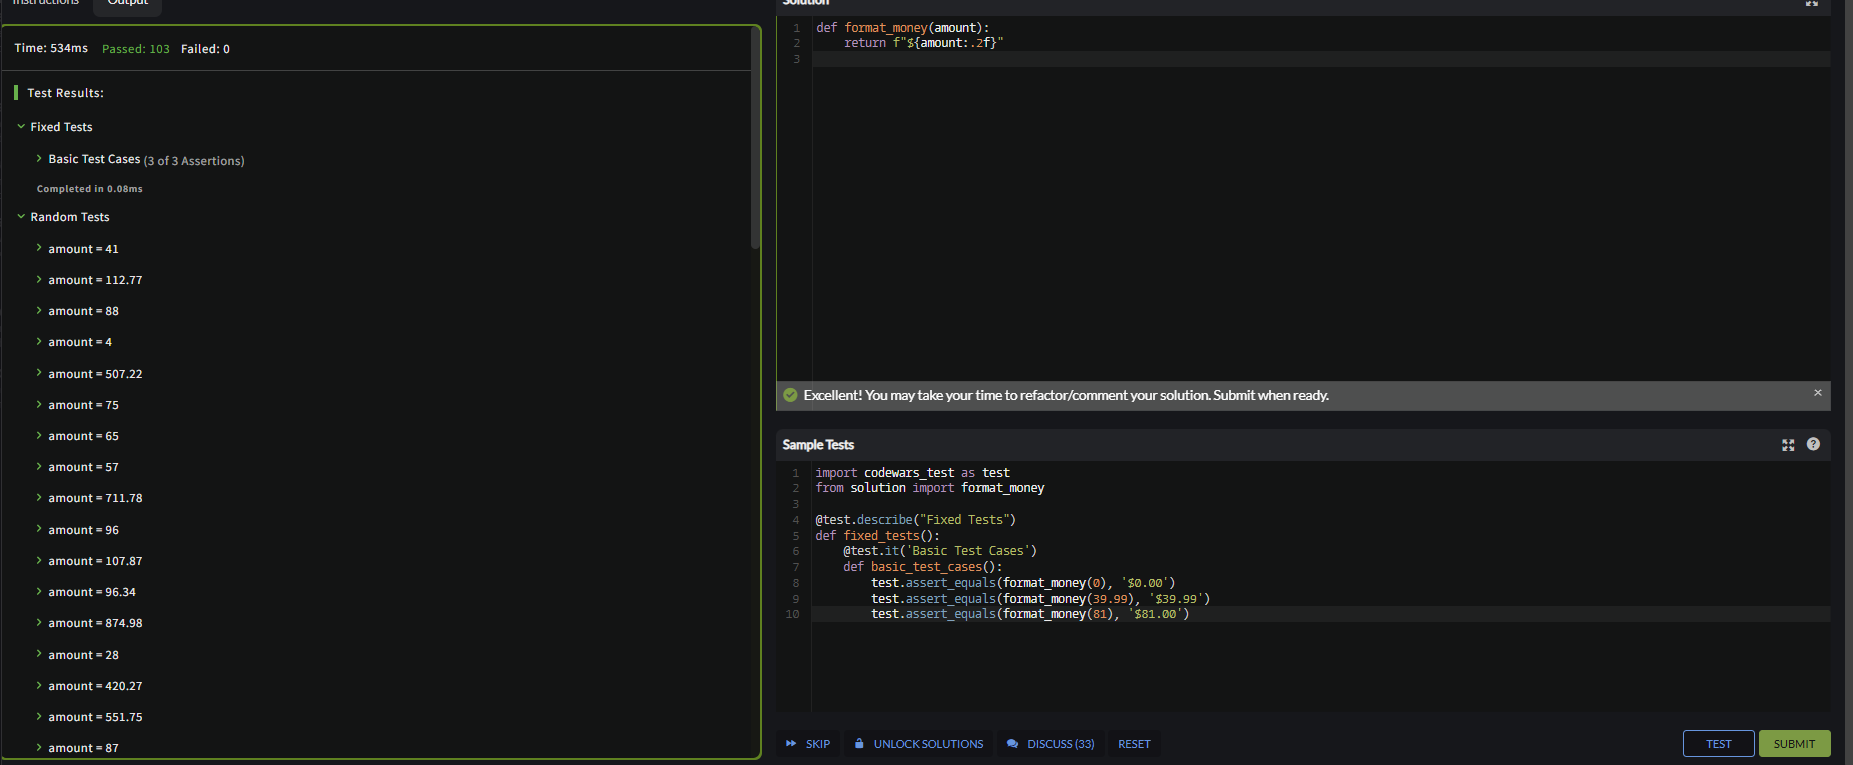 Instructions
Output
Time: 534ms Passed: 103 Failed: 0
Test Results:
Fixed Tests
Basic Test Cases (3 of 3 Assertions)
Completed in 0.08ms
Random Tests
amount = 41
amount = 112.77
amount = 88
amount = 4
amount = 507.22
amount = 75
amount = 65
amount = 57
amount = 711.78
amount = 96
amount = 107.87
amount = 96.34
amount = 874.98
amount = 28
amount = 420.27
amount = 551.75
amount = 87
Solution
1 def format_money(amount):
2 return f"${amount:.2f}"
3
Excellent! You may take your time to refactor/comment your solution. Submit when ready. ×
Sample Tests ?
1 import codewars_test as test
2 from solution import format_money
3
4 @test.describe("Fixed Tests")
5 def fixed_tests():
6 @test.it('Basic Test Cases')
7 def basic_test_cases():
8 test.assert_equals(format_money(0), '$0.00')
9 test.assert_equals(format_money(39.99), '$39.99')
10 test.assert_equals(format_money(81), '$81.00')
SKIP UNLOCK SOLUTIONS DISCUSS (33) RESET TEST SUBMIT